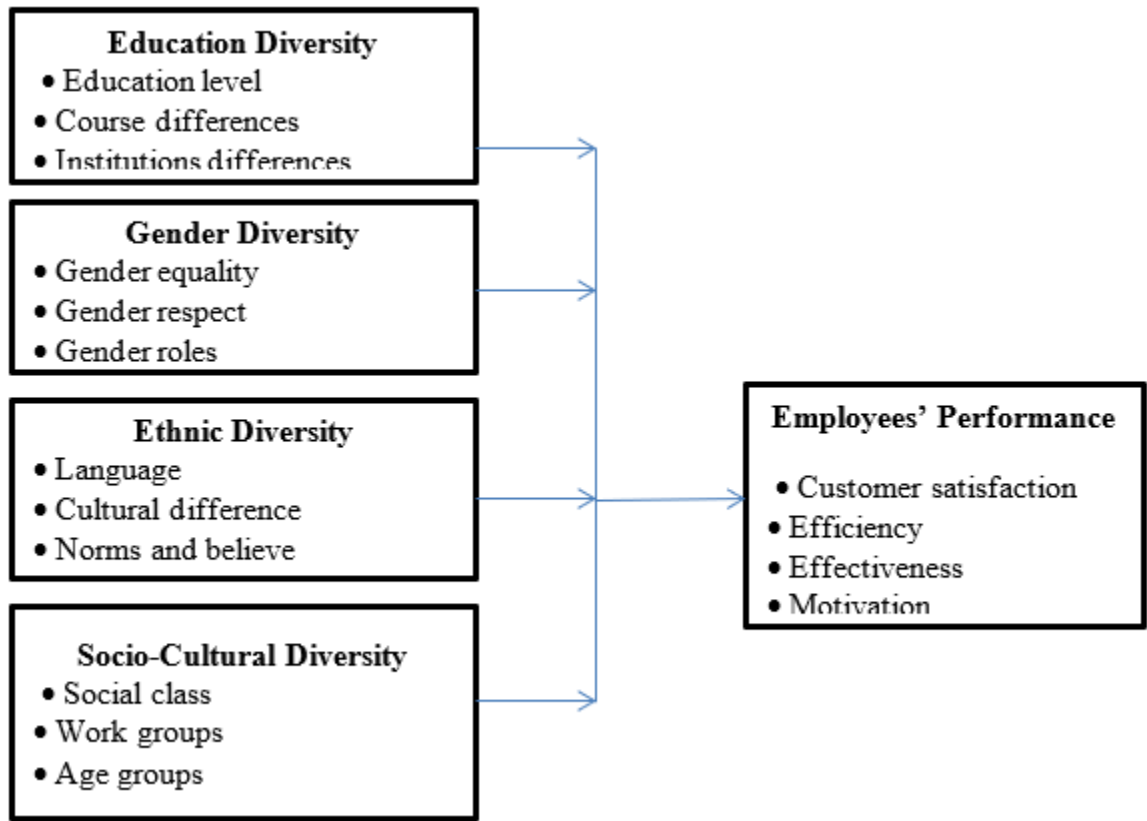 Education Diversity
• Education level
• Course differences
• Institutions differences
Gender Diversity
• Gender equality
• Gender respect
• Gender roles
Ethnic Diversity
• Language
• Cultural difference
• Norms and believe
Socio-Cultural Diversity
• Social class
• Work groups
• Age groups
Employees’ Performance
• Customer satisfaction
• Efficiency
• Effectiveness
• Motivation